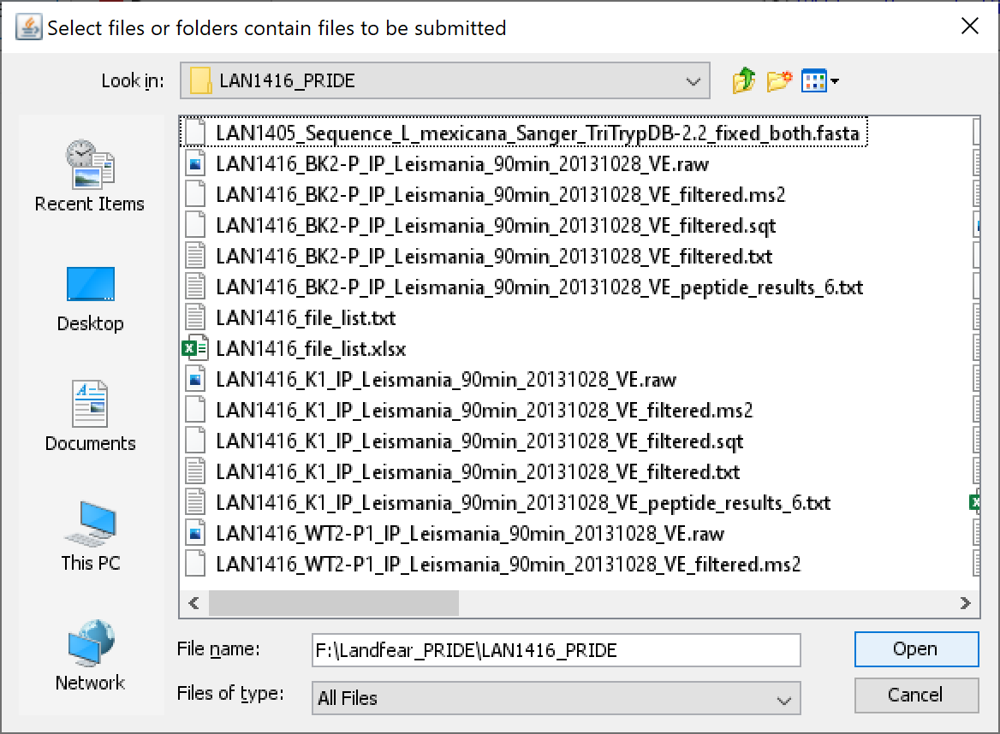 Select files or folders contain files to be submitted
Look in: LAN1416_PRIDE
Recent Items
Desktop
Documents
This PC
Network
LAN1405_Sequence_L_mexicana_Sanger_TriTrypDB-2.2_fixed_both.fasta
LAN1416_BK2-P_IP_Leismania_90min_20131028_VE.raw
LAN1416_BK2-P_IP_Leismania_90min_20131028_VE_filtered.ms2
LAN1416_BK2-P_IP_Leismania_90min_20131028_VE_filtered.sqt
LAN1416_BK2-P_IP_Leismania_90min_20131028_VE_filtered.txt
LAN1416_BK2-P_IP_Leismania_90min_20131028_VE_peptide_results_6.txt
LAN1416_file_list.txt
LAN1416_file_list.xlsx
LAN1416_K1_IP_Leismania_90min_20131028_VE.raw
LAN1416_K1_IP_Leismania_90min_20131028_VE_filtered.ms2
LAN1416_K1_IP_Leismania_90min_20131028_VE_filtered.sqt
LAN1416_K1_IP_Leismania_90min_20131028_VE_filtered.txt
LAN1416_K1_IP_Leismania_90min_20131028_VE_peptide_results_6.txt
LAN1416_WT2-P1_IP_Leismania_90min_20131028_VE.raw
LAN1416_WT2-P1_IP_Leismania_90min_20131028_VE_filtered.ms2
File name: F:\Landfear_PRIDE\LAN1416_PRIDE Open
Files of type: All Files Cancel